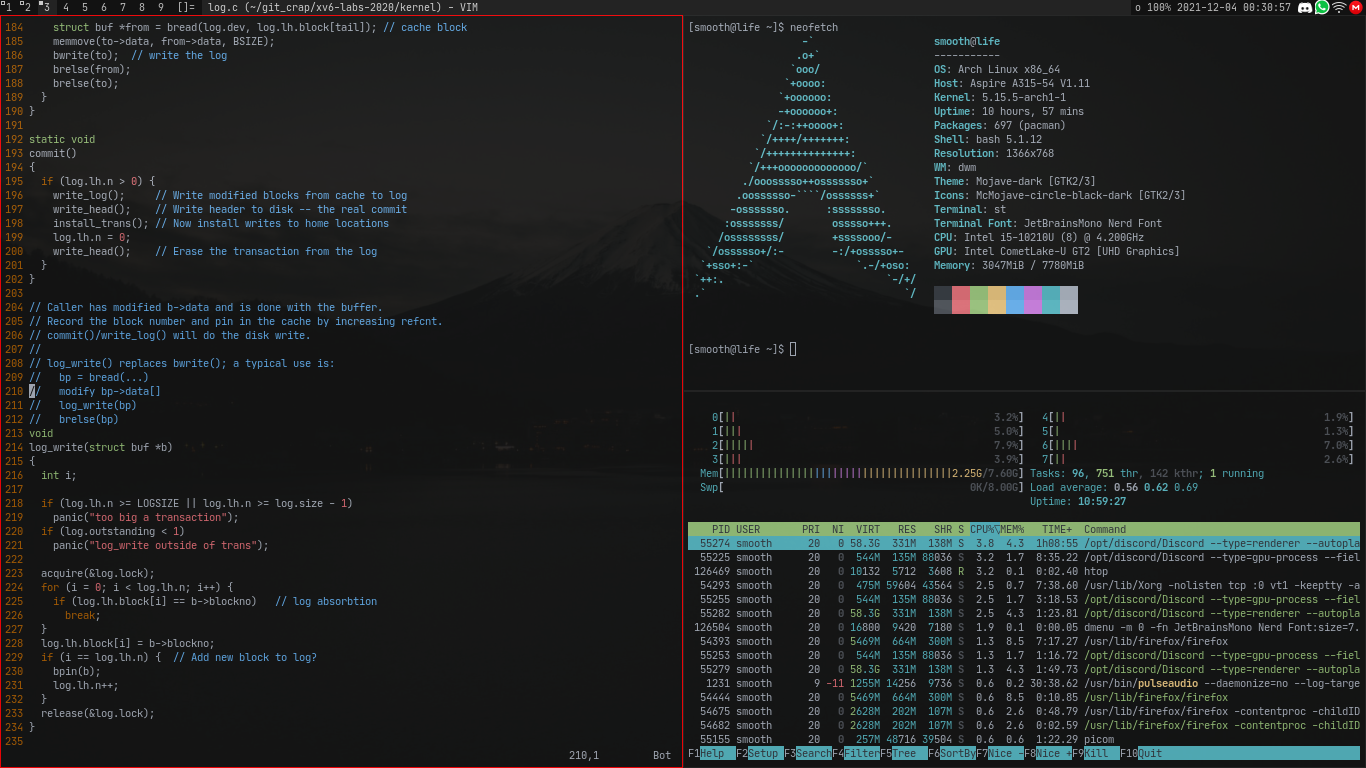 1 2 3 4 5 6 7 8 9 []= log.c (~/git_crap/xv6-labs-2020/kernel) - VIM
o 100% 2021-12-04 00:30:57
184 struct buf *from = bread(log.dev, log.lh.block[tail]); // cache block
185 memmove(to->data, from->data, BSIZE);
186 bwrite(to);  // write the log
187 brelse(from);
188 brelse(to);
189 }
190 }
191
192 static void
193 commit()
194 {
195 if (log.lh.n > 0) {
196 write_log();     // Write modified blocks from cache to log
197 write_head();    // Write header to disk -- the real commit
198 install_trans(); // Now install writes to home locations
199 log.lh.n = 0;
200 write_head();    // Erase the transaction from the log
201 }
202 }
203
204 // Caller has modified b->data and is done with the buffer.
205 // Record the block number and pin in the cache by increasing refcnt.
206 // commit()/write_log() will do the disk write.
207 //
208 // log_write() replaces bwrite(); a typical use is:
209 //   bp = bread(...)
210 //   modify bp->data[]
211 //   log_write(bp)
212 //   brelse(bp)
213 void
214 log_write(struct buf *b)
215 {
216 int i;
217
218 if (log.lh.n >= LOGSIZE || log.lh.n >= log.size - 1)
219 panic("too big a transaction");
220 if (log.outstanding < 1)
221 panic("log_write outside of trans");
222
223 acquire(&log.lock);
224 for (i = 0; i < log.lh.n; i++) {
225 if (log.lh.block[i] == b->blockno)   // log absorbtion
226 break;
227 }
228 log.lh.block[i] = b->blockno;
229 if (i == log.lh.n) {  // Add new block to log?
230 bpin(b);
231 log.lh.n++;
232 }
233 release(&log.lock);
234 }
235
210,1 Bot
[smooth@life ~]$ neofetch
-`
.o+`
`ooo/
`+oooo:
`+oooooo:
-+oooooo+:
`/:-:++oooo+:
`/++++/+++++++:
`/++++++++++++++:
`/+++ooooooooooooo/`
./ooosssso++osssssso+`
.oossssso-````/ossssss+`
-osssssso.      :ssssssso.
:osssssss/        osssso+++.
/ossssssss/        +ssssooo/-
`/ossssso+/:-        -:/+osssso+-
`+sso+:-`                 `.-/+oso:
`++:.                           `-/+/
.`                                 `/
smooth@life
-----------
OS: Arch Linux x86_64
Host: Aspire A315-54 V1.11
Kernel: 5.15.5-arch1-1
Uptime: 10 hours, 57 mins
Packages: 697 (pacman)
Shell: bash 5.1.12
Resolution: 1366x768
WM: dwm
Theme: Mojave-dark [GTK2/3]
Icons: McMojave-circle-black-dark [GTK2/3]
Terminal: st
Terminal Font: JetBrainsMono Nerd Font
CPU: Intel i5-10210U (8) @ 4.200GHz
GPU: Intel CometLake-U GT2 [UHD Graphics]
Memory: 3047MiB / 7780MiB
[smooth@life ~]$
0[|| 3.2%] 4[|| 1.9%]
1[||| 5.0%] 5[| 1.3%]
2[||||| 7.9%] 6[|||| 7.0%]
3[||| 3.9%] 7[|| 2.6%]
Mem[||||||||||||||||||||||||||||||||||||||2.25G/7.60G] Tasks: 96, 751 thr, 142 kthr; 1 running
Swp[ 0K/8.00G] Load average: 0.56 0.62 0.69
Uptime: 10:59:27
PID USER PRI NI VIRT RES SHR S CPU%▽MEM% TIME+ Command
55274 smooth 20 0 58.3G 331M 138M S 3.8 4.3 1h08:55 /opt/discord/Discord --type=renderer --autopla
55225 smooth 20 0 544M 135M 88036 S 3.2 1.7 8:35.22 /opt/discord/Discord --type=gpu-process --fiel
126469 smooth 20 0 10132 5712 3608 R 3.2 0.1 0:02.40 htop
54293 smooth 20 0 475M 59604 43564 S 2.5 0.7 7:38.60 /usr/lib/Xorg -nolisten tcp :0 vt1 -keeptty -a
55255 smooth 20 0 544M 135M 88036 S 2.5 1.7 3:18.53 /opt/discord/Discord --type=gpu-process --fiel
55282 smooth 20 0 58.3G 331M 138M S 2.5 4.3 1:23.81 /opt/discord/Discord --type=renderer --autopla
126504 smooth 20 0 16800 9420 7180 S 1.9 0.1 0:00.05 dmenu -m 0 -fn JetBrainsMono Nerd Font:size=7.
54393 smooth 20 0 5469M 664M 300M S 1.3 8.5 7:17.27 /usr/lib/firefox/firefox
55253 smooth 20 0 544M 135M 88036 S 1.3 1.7 1:16.72 /opt/discord/Discord --type=gpu-process --fiel
55279 smooth 20 0 58.3G 331M 138M S 1.3 4.3 1:49.73 /opt/discord/Discord --type=renderer --autopla
1231 smooth 9 -11 1255M 14256 9736 S 0.6 0.2 30:38.62 /usr/bin/pulseaudio --daemonize=no --log-targe
54444 smooth 20 0 5469M 664M 300M S 0.6 8.5 0:10.85 /usr/lib/firefox/firefox
54675 smooth 20 0 2628M 202M 107M S 0.6 2.6 0:48.79 /usr/lib/firefox/firefox -contentproc -childID
54682 smooth 20 0 2628M 202M 107M S 0.6 2.6 0:02.59 /usr/lib/firefox/firefox -contentproc -childID
55155 smooth 20 0 257M 48716 39504 S 0.6 0.6 1:22.29 picom
F1Help F2Setup F3SearchF4FilterF5Tree F6SortByF7Nice -F8Nice +F9Kill F10Quit